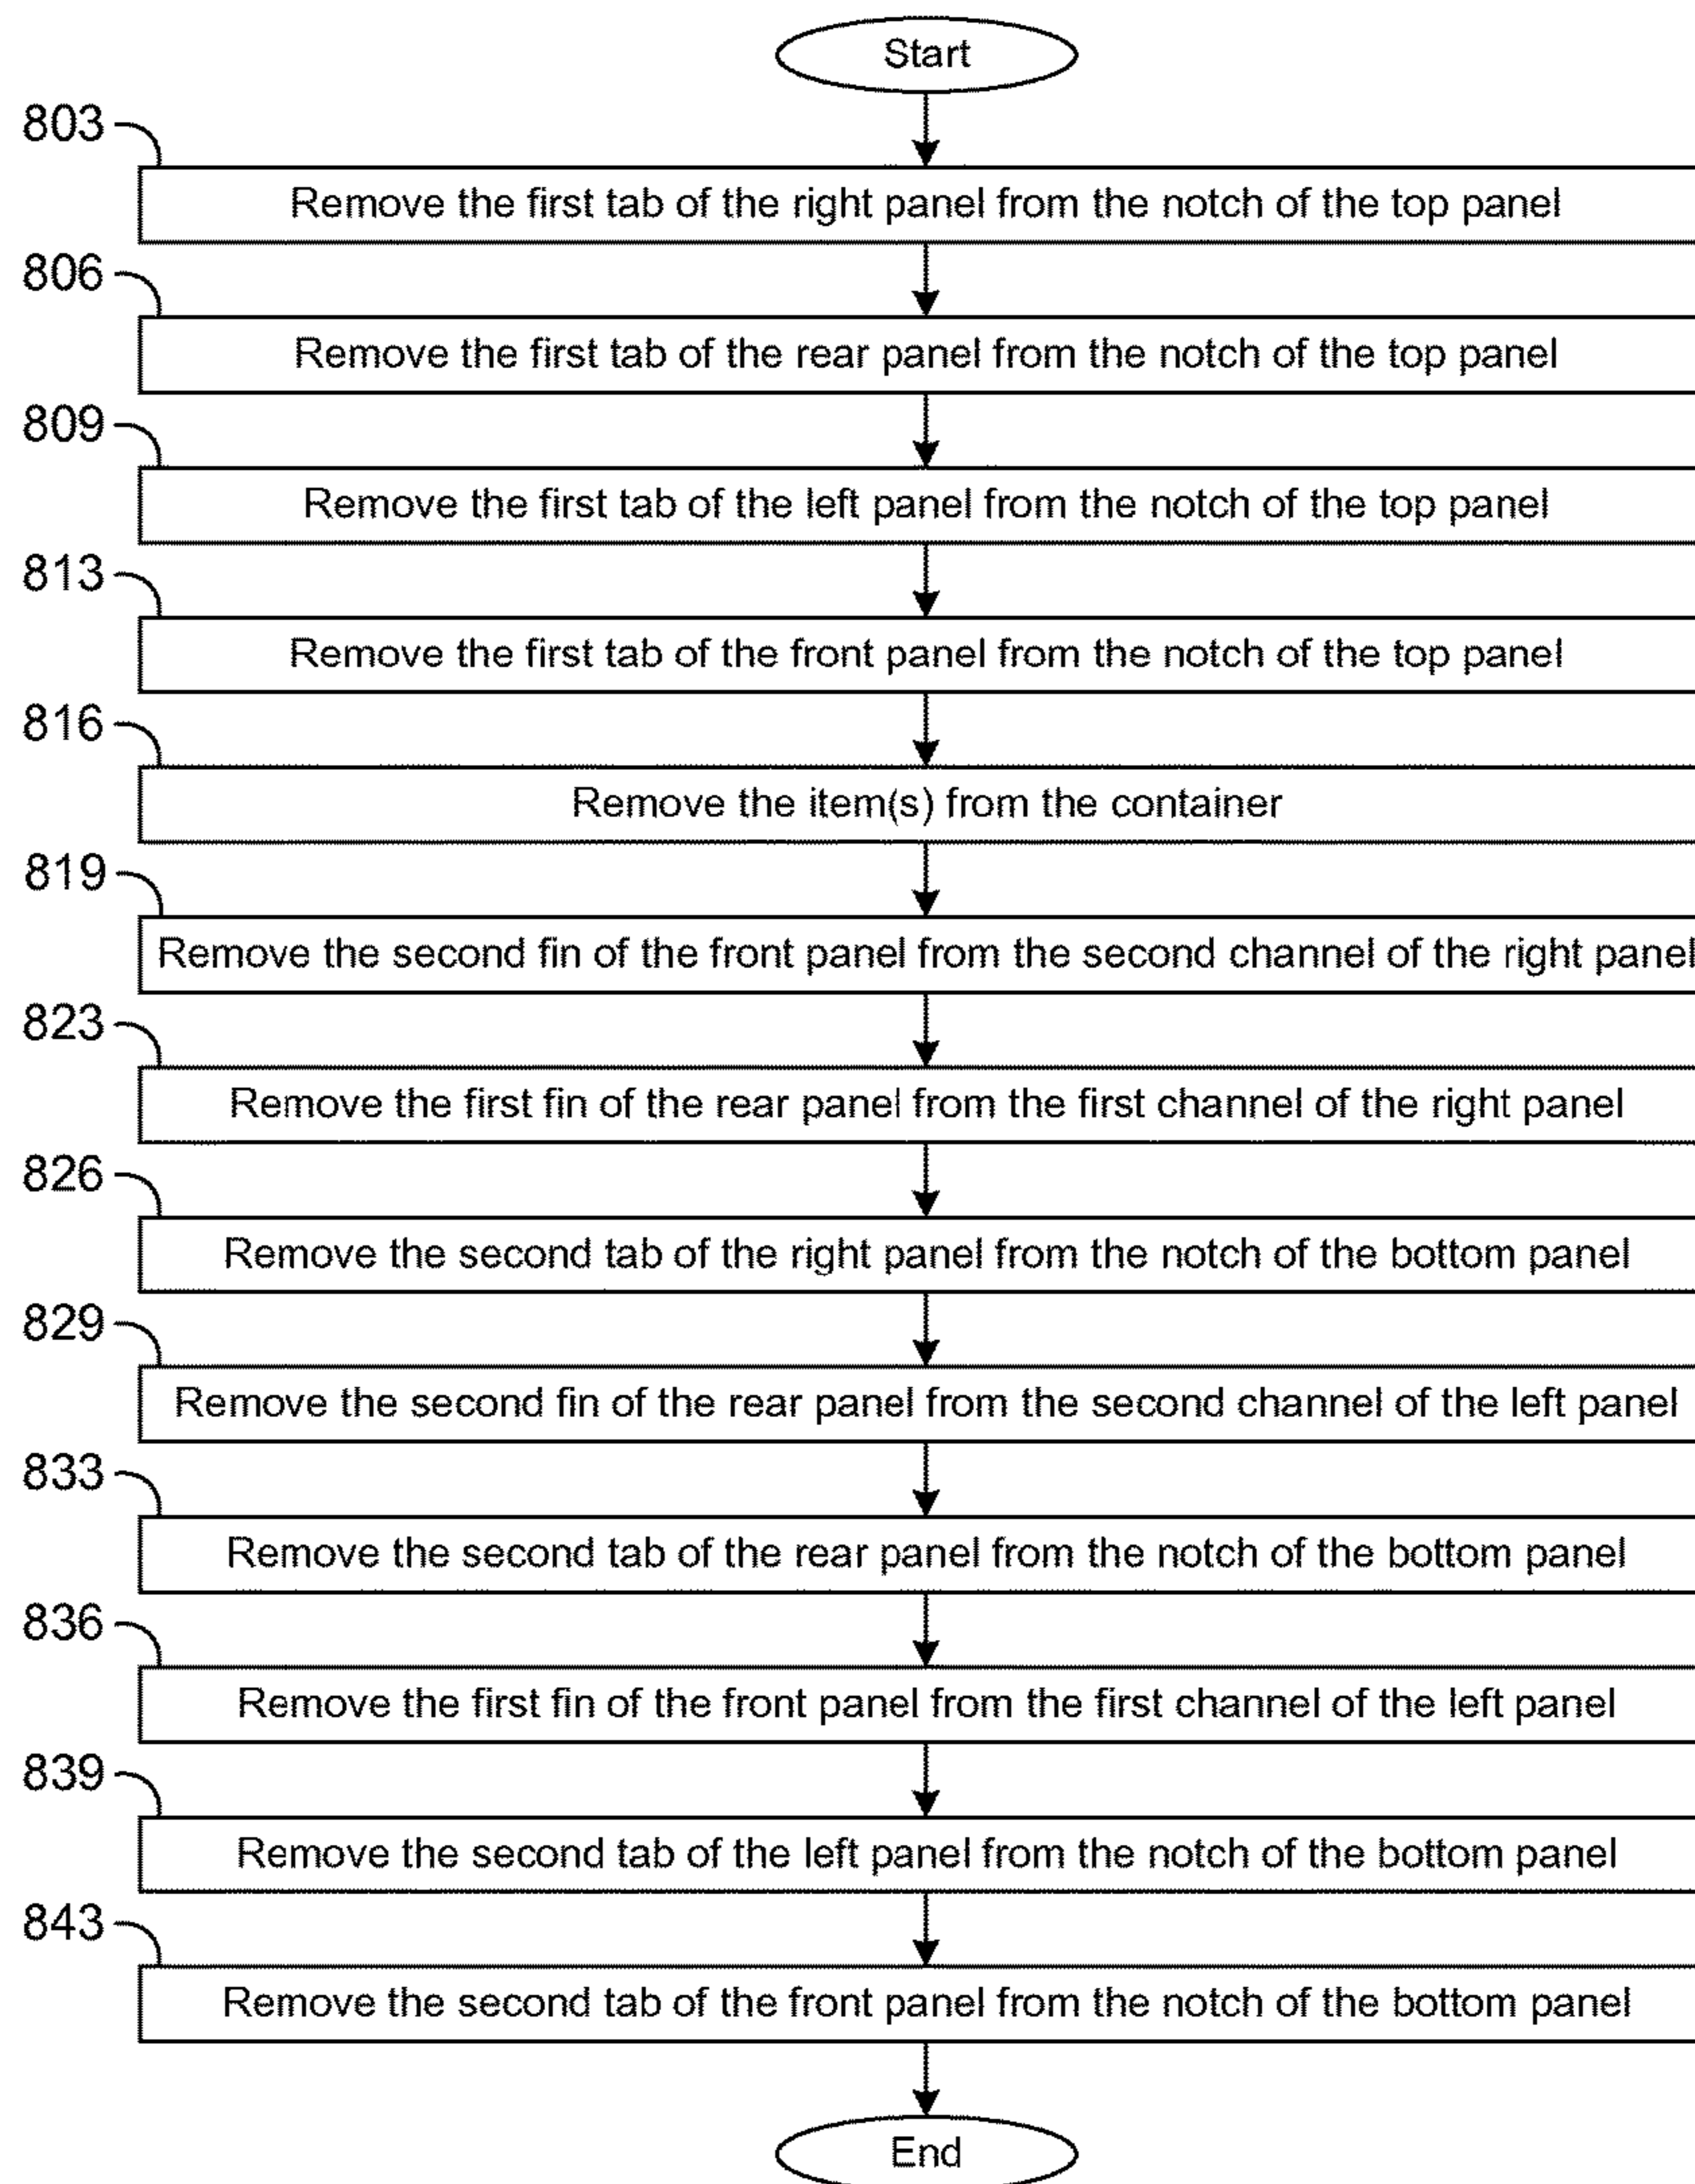 Start
803
Remove the first tab of the right panel from the notch of the top panel
806
Remove the first tab of the rear panel from the notch of the top panel
809
Remove the first tab of the left panel from the notch of the top panel
813
Remove the first tab of the front panel from the notch of the top panel
816
Remove the item(s) from the container
819
Remove the second fin of the front panel from the second channel of the right panel
823
Remove the first fin of the rear panel from the first channel of the right panel
826
Remove the second tab of the right panel from the notch of the bottom panel
829
Remove the second fin of the rear panel from the second channel of the left panel
833
Remove the second tab of the rear panel from the notch of the bottom panel
836
Remove the first fin of the front panel from the first channel of the left panel
839
Remove the second tab of the left panel from the notch of the bottom panel
843
Remove the second tab of the front panel from the notch of the bottom panel
End